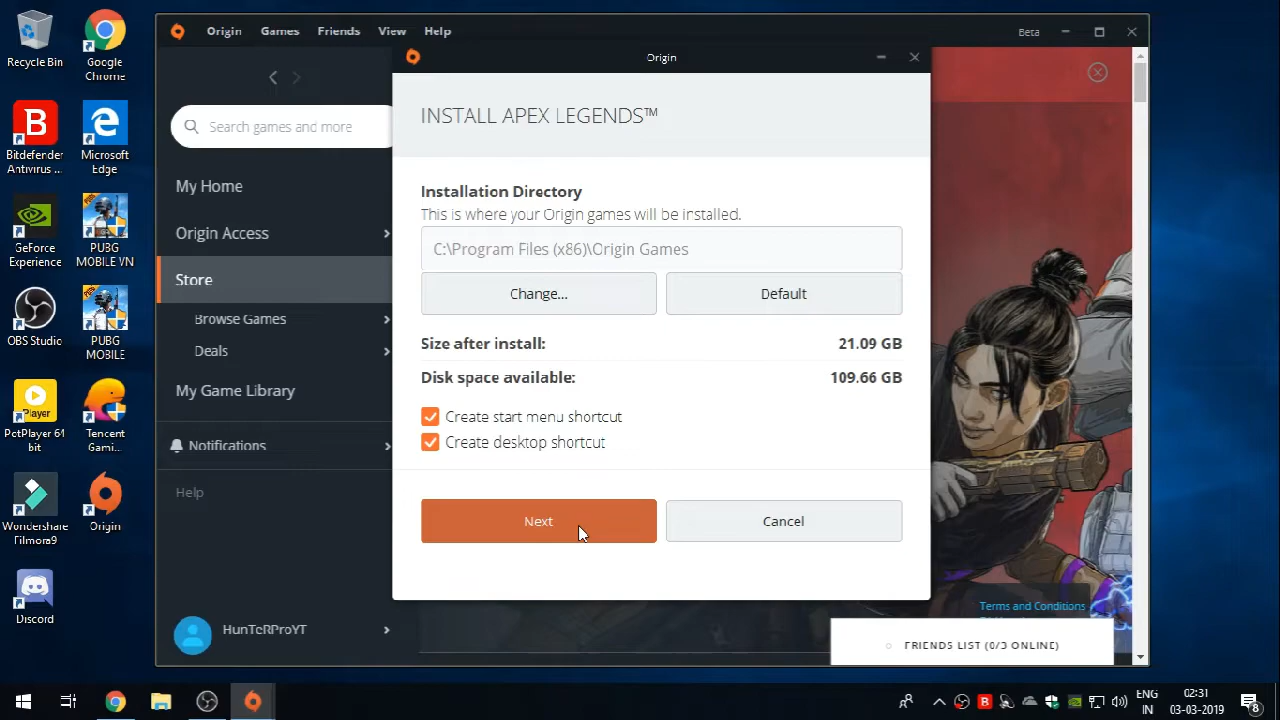 Recycle Bin
Google
Chrome
Bitdefender
Antivirus ...
Microsoft
Edge
GeForce
Experience
PUBG
MOBILE VN
OBS Studio
PUBG
MOBILE
Player
PotPlayer 64
bit
Tencent
Gami...
Wondershare
Filmora9
Origin
Discord
Origin
Games
Friends
View
Help
Beta
Search games and more
My Home
Origin Access
Store
Browse Games
Deals
My Game Library
Notifications
Help
HunTeRProYT
Origin
INSTALL APEX LEGENDS™
Installation Directory
This is where your Origin games will be installed.
C:\Program Files (x86)\Origin Games
Change...
Default
Size after install:
21.09 GB
Disk space available:
109.66 GB
Create start menu shortcut
Create desktop shortcut
Next
Cancel
Terms and Conditions
FRIENDS LIST (0/3 ONLINE)
ENG
IN
02:31
03-03-2019
8